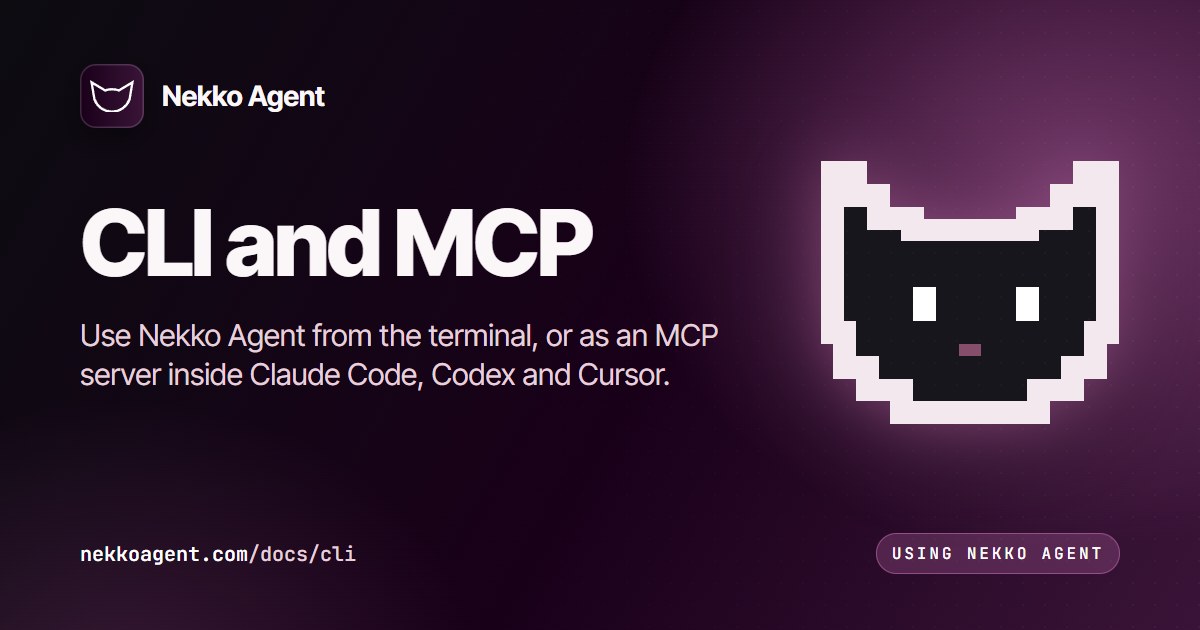 Nekko Agent
CLI and MCP
Use Nekko Agent from the terminal, or as an MCP
server inside Claude Code, Codex and Cursor.
nekkoagent.com/docs/cli
USING NEKKO AGENT